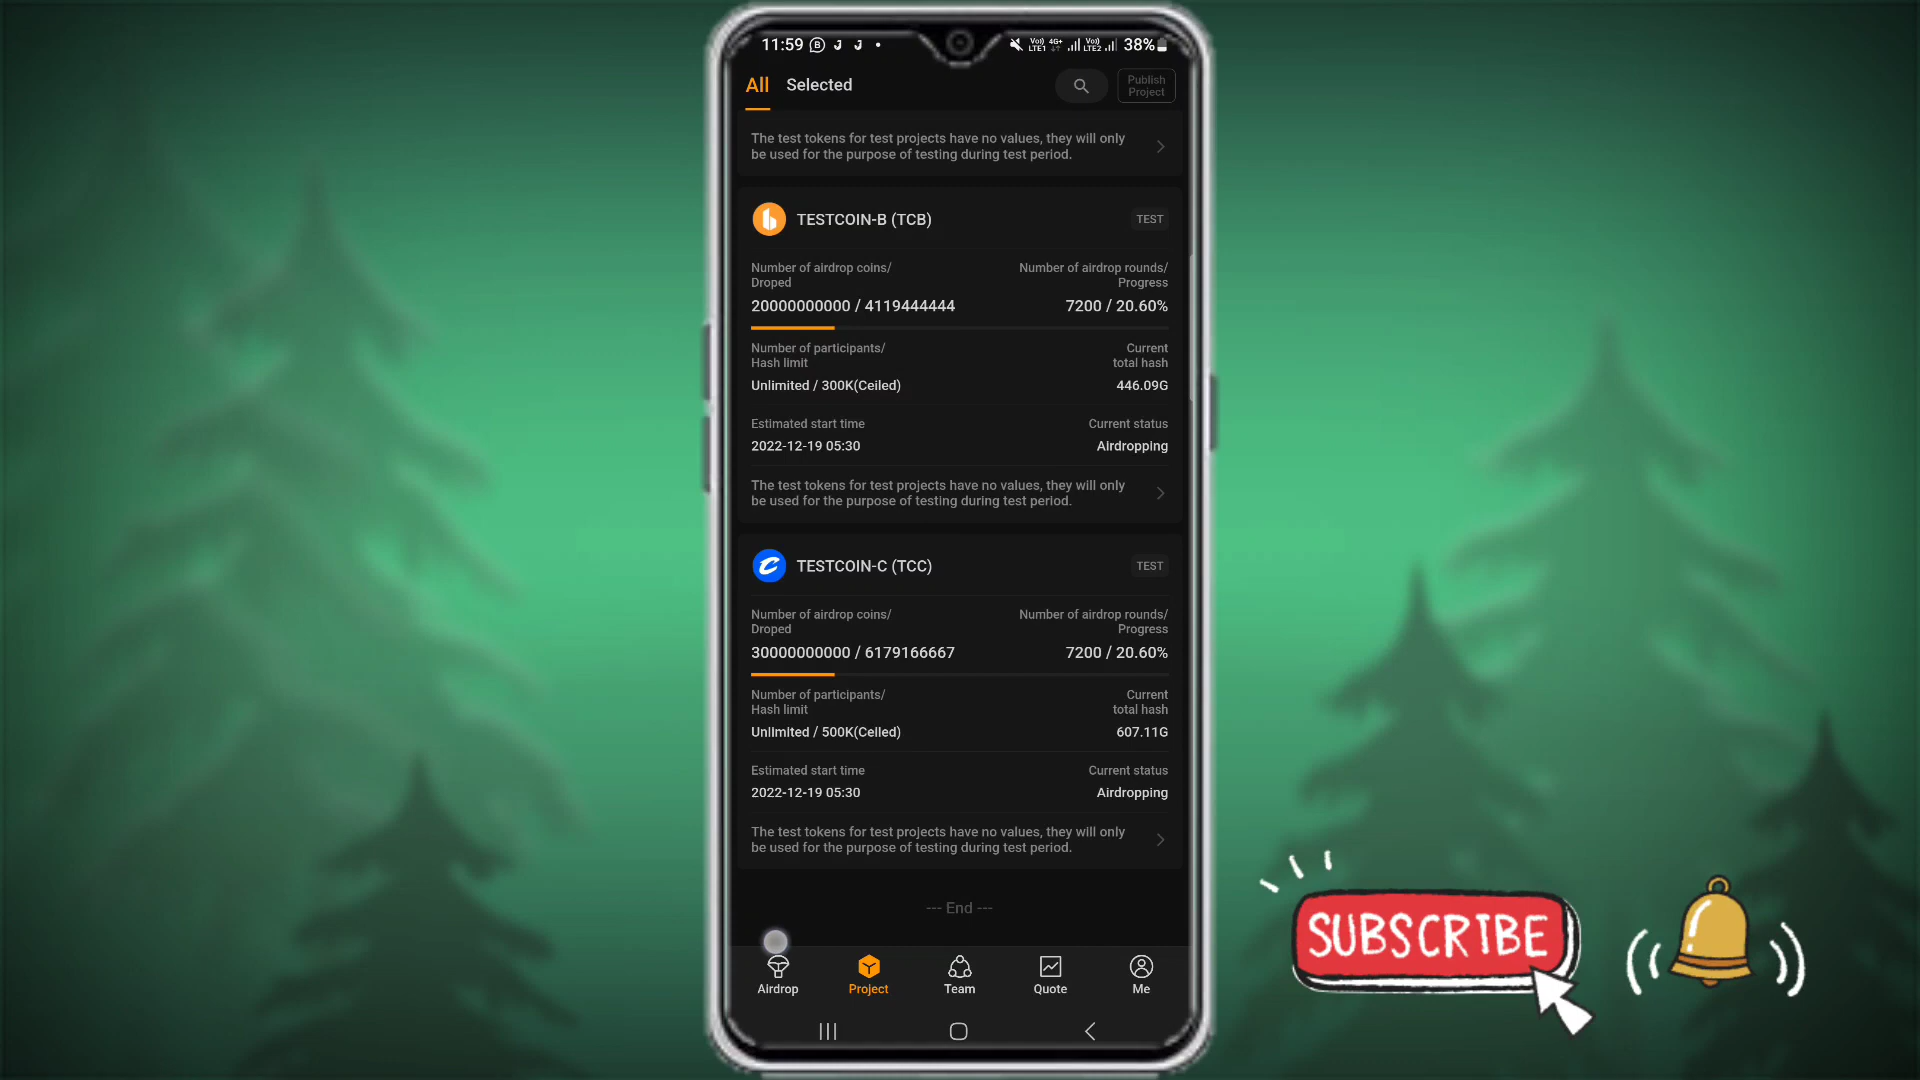 11:59
38%
All Selected
Publish
Project
The test tokens for test projects have no values, they will only
be used for the purpose of testing during test period.
TESTCOIN-B (TCB)
TEST
Number of airdrop coins/
Droped
Number of airdrop rounds/
Progress
20000000000 / 4119444444
7200 / 20.60%
Number of participants/
Hash limit
Current
total hash
Unlimited / 300K(Ceiled)
446.09G
Estimated start time
Current status
2022-12-19 05:30
Airdropping
The test tokens for test projects have no values, they will only
be used for the purpose of testing during test period.
TESTCOIN-C (TCC)
TEST
Number of airdrop coins/
Droped
Number of airdrop rounds/
Progress
30000000000 / 6179166667
7200 / 20.60%
Number of participants/
Hash limit
Current
total hash
Unlimited / 500K(Ceiled)
607.11G
Estimated start time
Current status
2022-12-19 05:30
Airdropping
The test tokens for test projects have no values, they will only
be used for the purpose of testing during test period.
--- End ---
SUBSCRIBE
Airdrop
Project
Team
Quote
Me